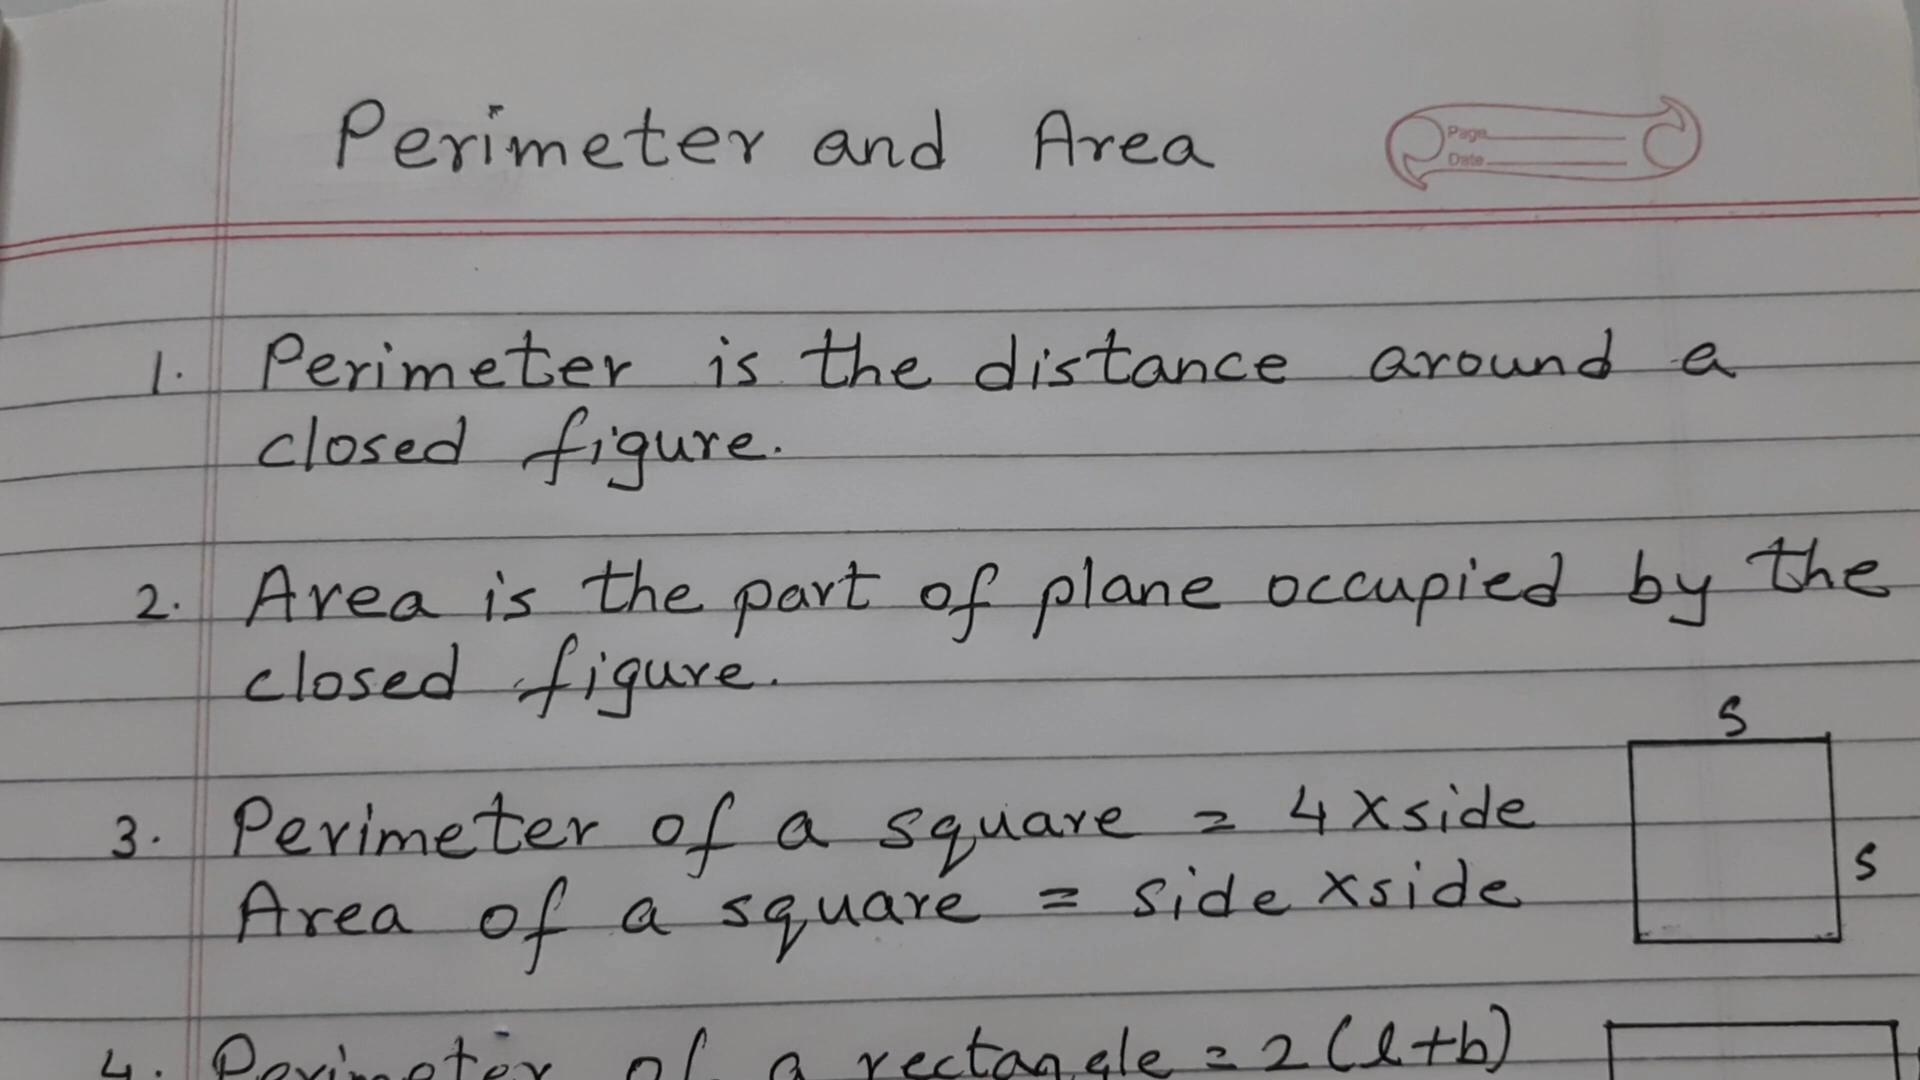 Perimeter and Area
Page
Date
1. Perimeter is the distance around a
closed figure.
2. Area is the part of plane occupied by the
closed figure.
S
3. Perimeter of a square = 4 x side
S
Area of a square = side x side
4. Perimeter of a rectangle = 2 (l+b)